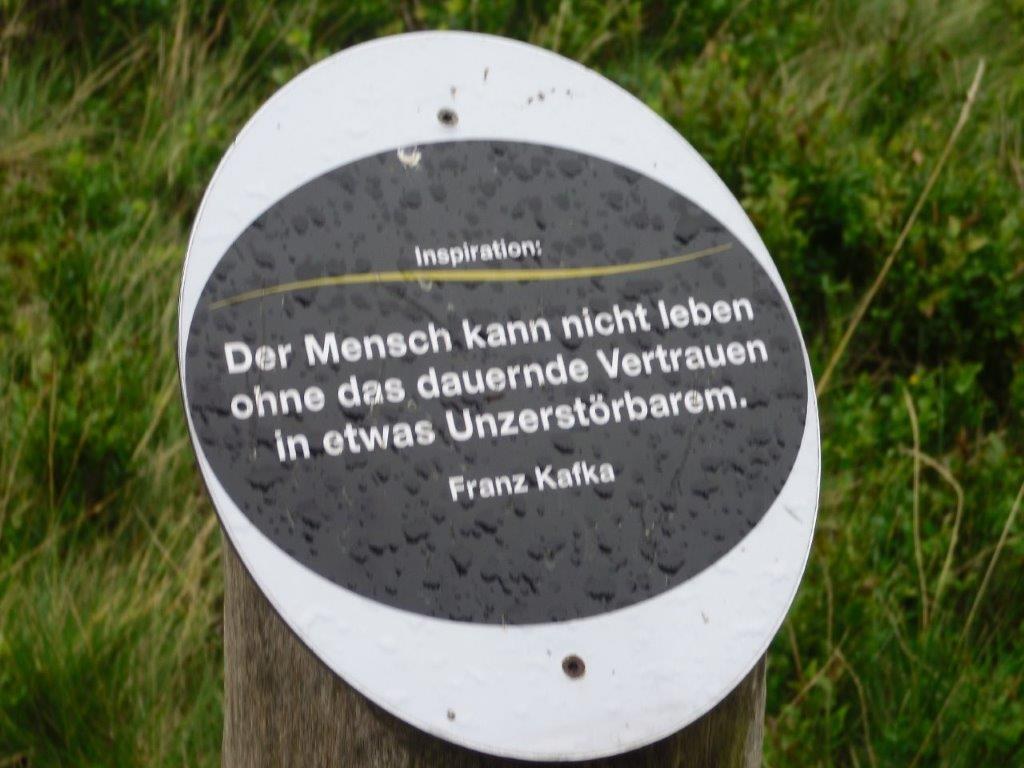 Inspiration:
Der Mensch kann nicht leben
ohne das dauernde Vertrauen
in etwas Unzerstörbarem.
Franz Kafka